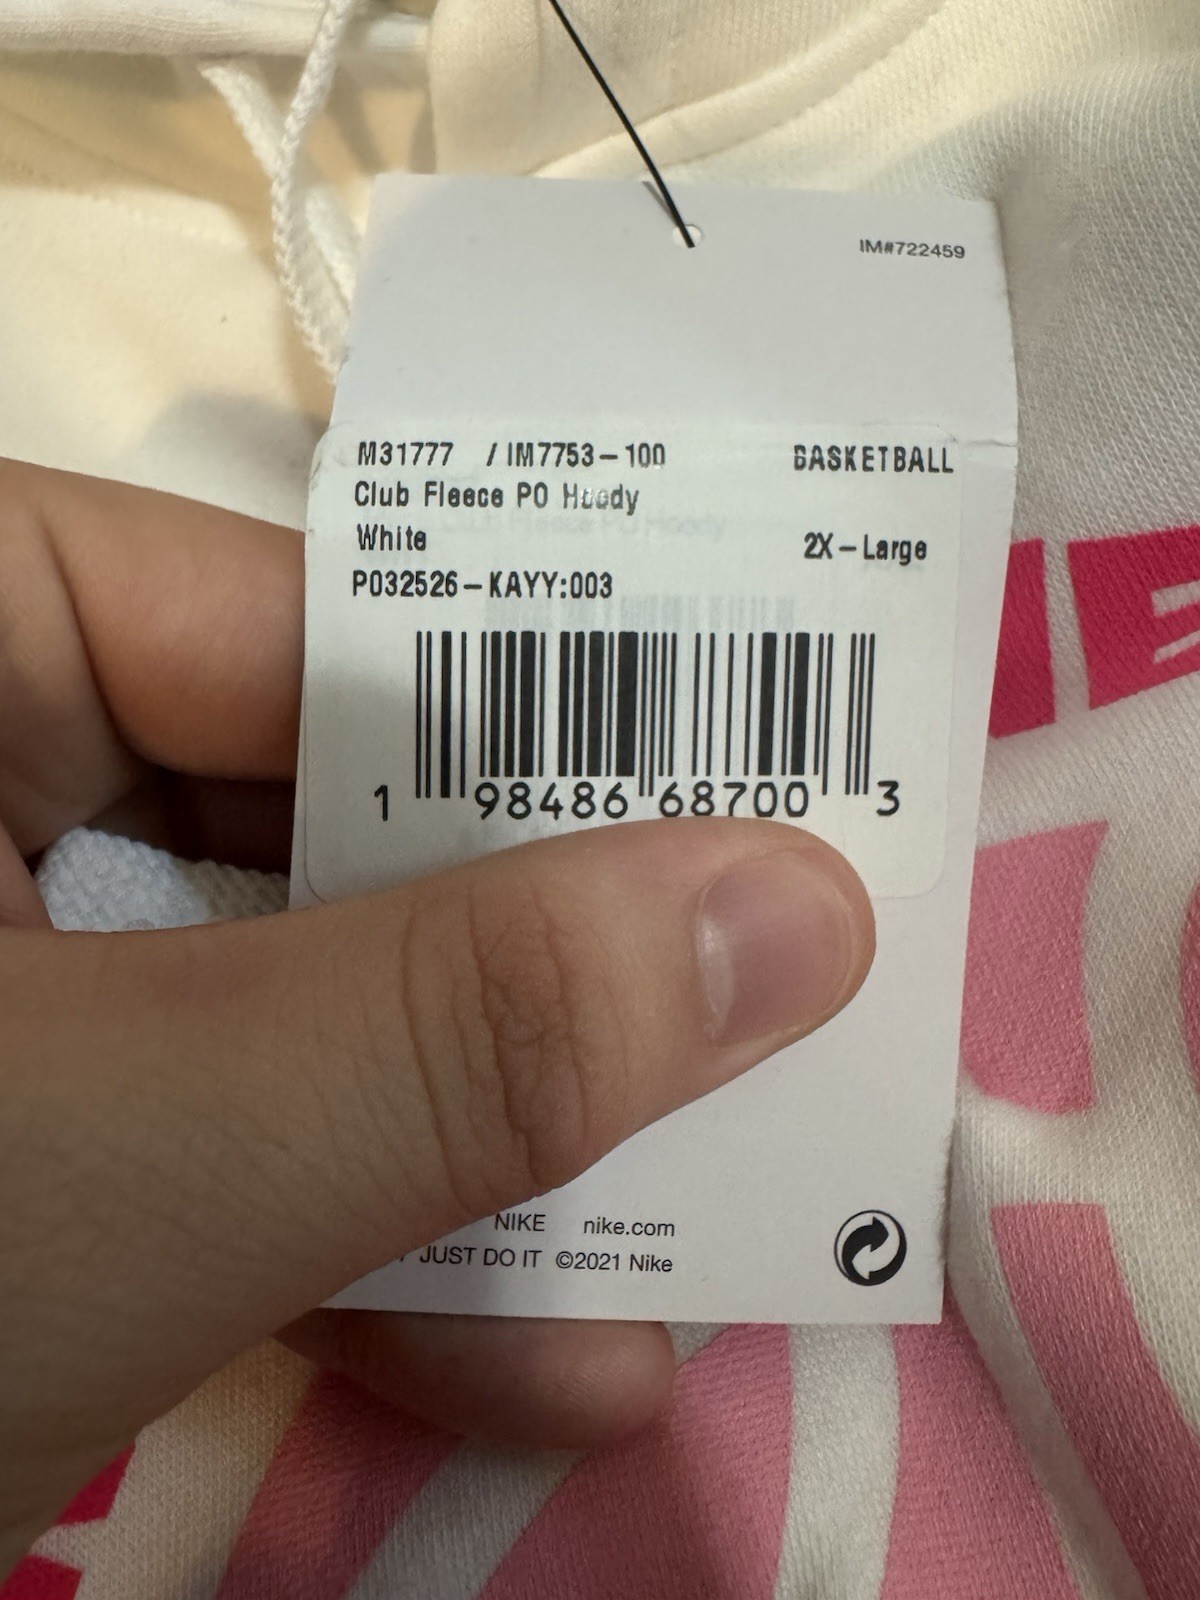 IM#722459
M31777 / IM7753-100 BASKETBALL
Club Fleece PO Hoody
White 2X-Large
P032526-KAYY:003
1 98486 68700 3
NIKE nike.com
JUST DO IT ©2021 Nike